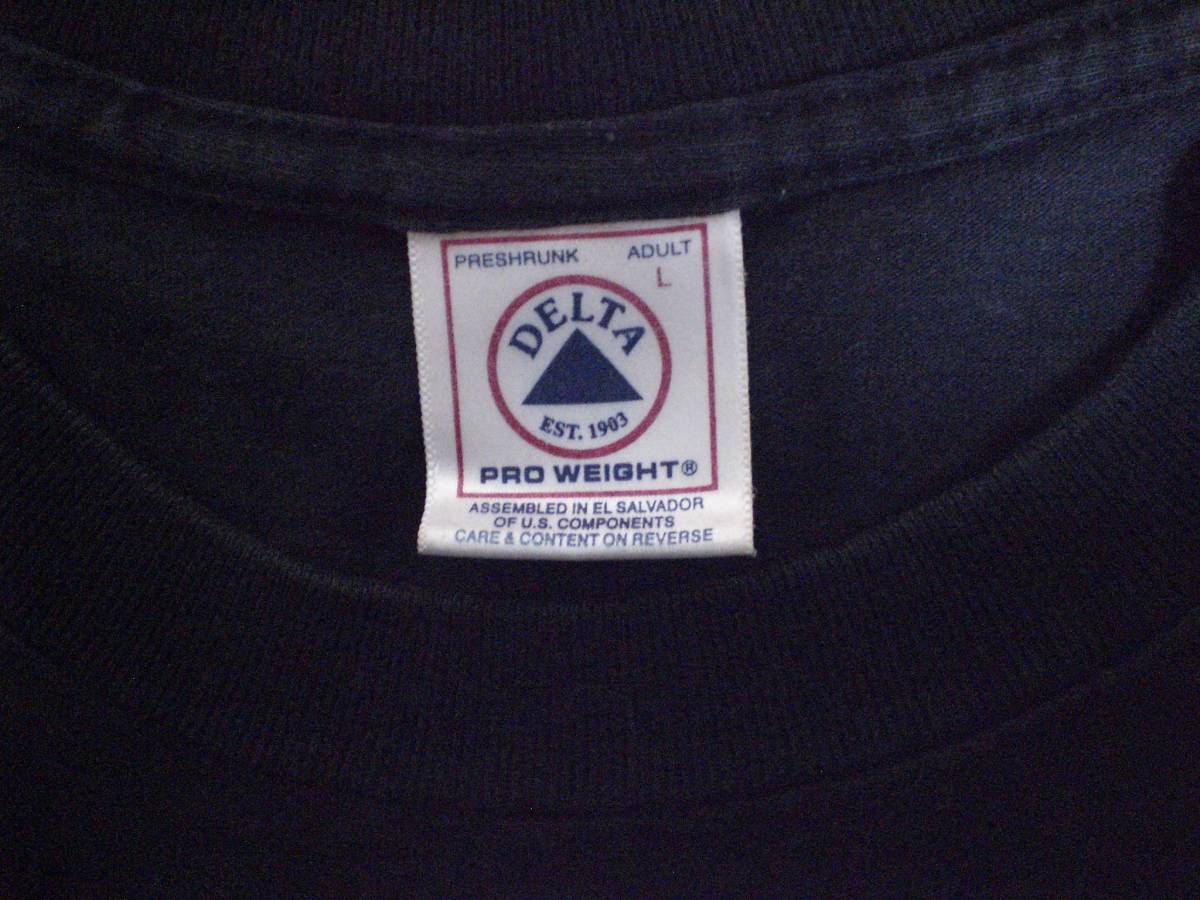 PRESHRUNK ADULT
L
DELTA
EST. 1903
PRO WEIGHT®
ASSEMBLED IN EL SALVADOR
OF U.S. COMPONENTS
CARE & CONTENT ON REVERSE